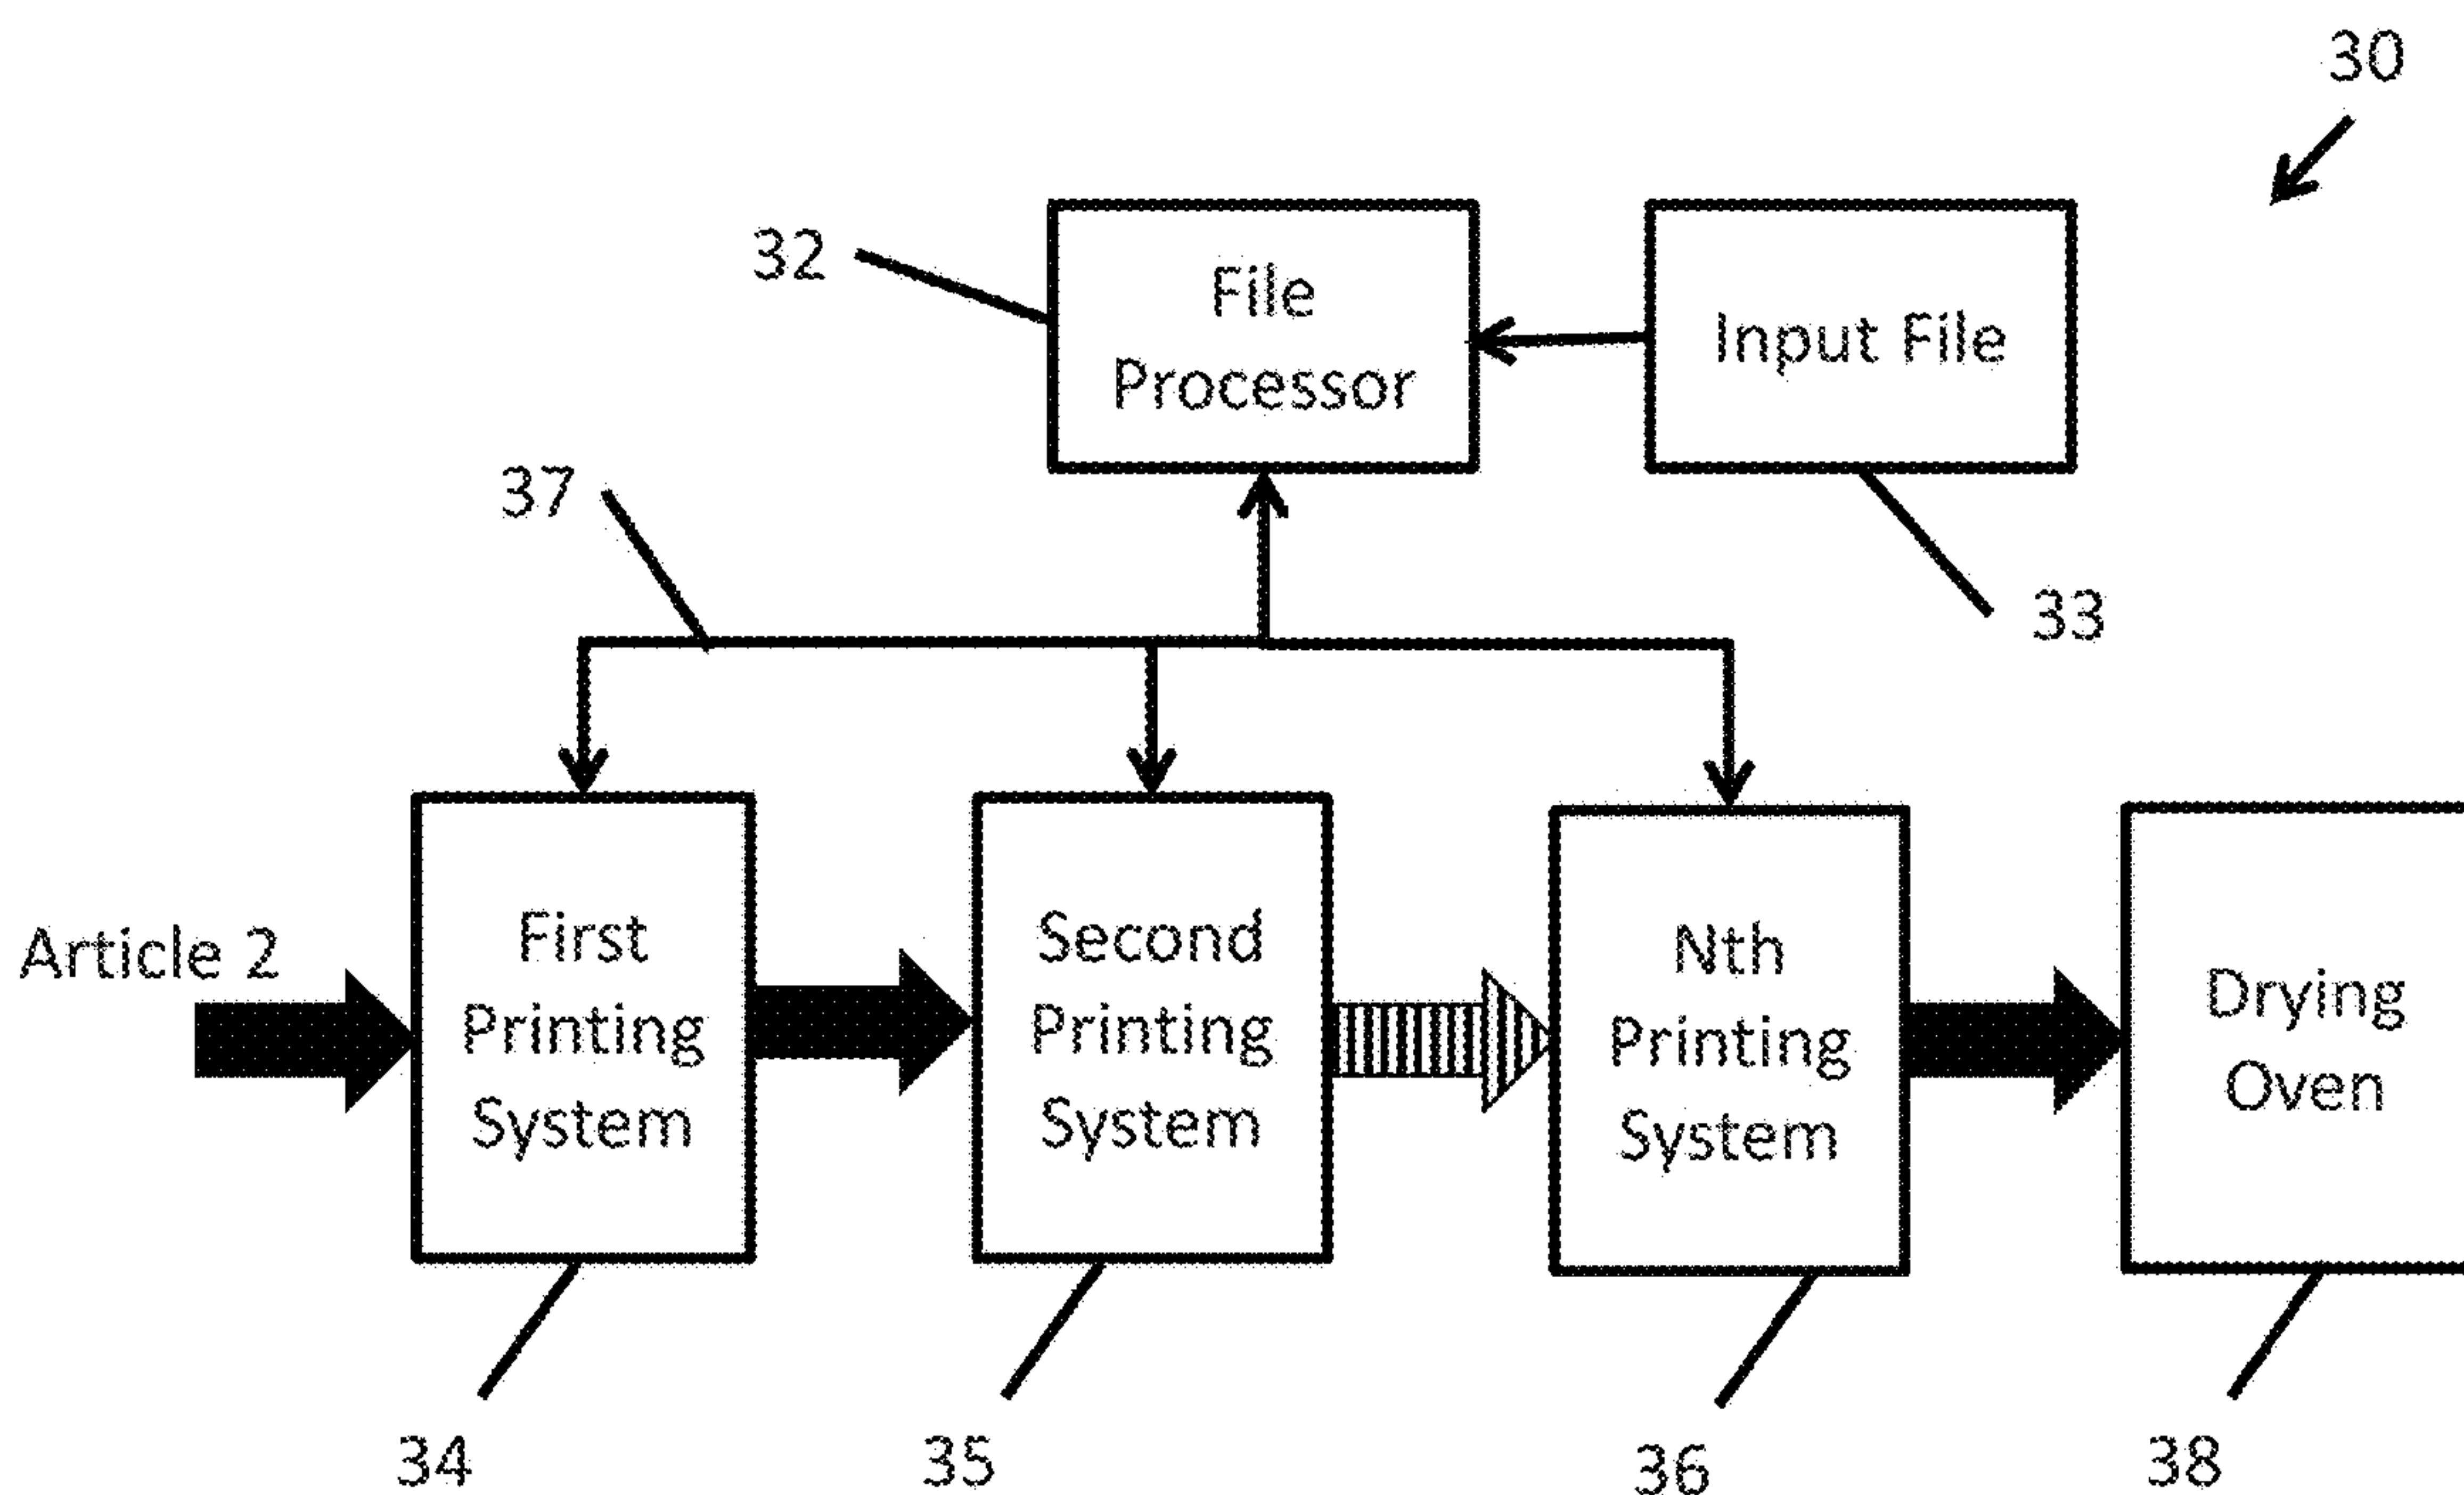 30
32
File
Processor
Input File
37
33
Article 2
First
Printing
System
Second
Printing
System
Nth
Printing
System
Drying
Oven
34
35
36
38